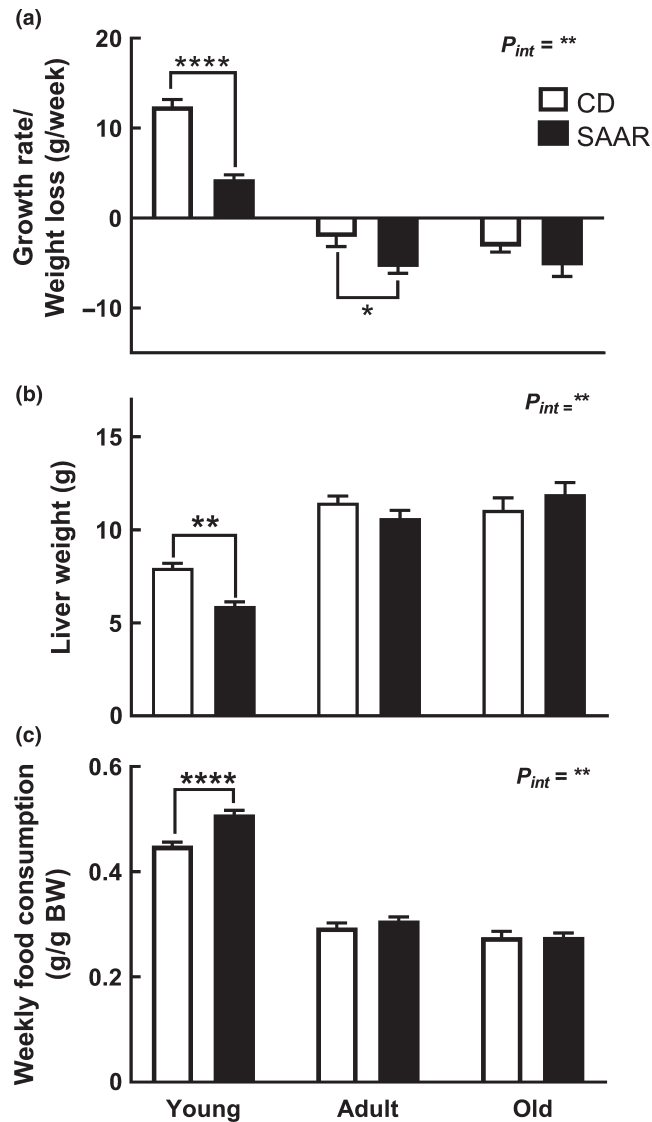 (a)
Growth rate/
Weight loss (g/week)
20
10
0
−10
****
*
Pint = **
CD
SAAR
(b)
Liver weight (g)
15
10
5
0
**
Pint =**
(c)
Weekly food consumption
(g/g BW)
0.6
0.4
0.2
0
****
Pint = **
Young Adult Old